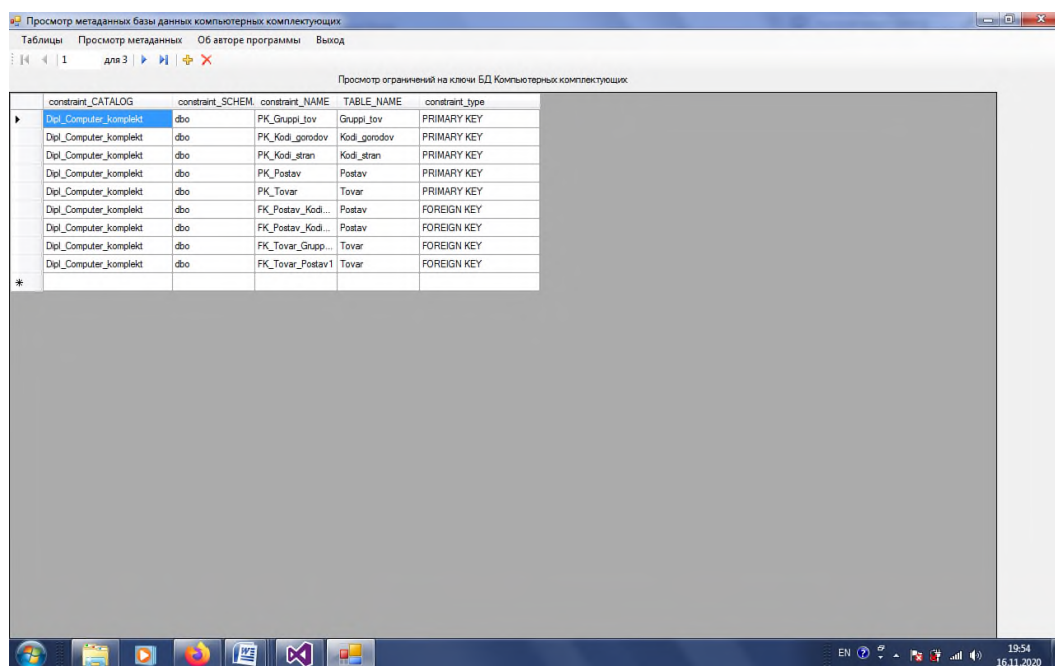 Просмотр метаданных базы данных компьютерных комплектующих
Таблицы Просмотр метаданных Об авторе программы Выход
1 для 3
Просмотр ограничений на ключи БД Компьютерных комплектующих
constraint_CATALOG constraint_SCHEM. constraint_NAME TABLE_NAME constraint_type
Dipl_Computer_komplekt dbo PK_Gruppi_tov Gruppi_tov PRIMARY KEY
Dipl_Computer_komplekt dbo PK_Kodi_gorodov Kodi_gorodov PRIMARY KEY
Dipl_Computer_komplekt dbo PK_Kodi_stran Kodi_stran PRIMARY KEY
Dipl_Computer_komplekt dbo PK_Postav Postav PRIMARY KEY
Dipl_Computer_komplekt dbo PK_Tovar Tovar PRIMARY KEY
Dipl_Computer_komplekt dbo FK_Postav_Kodi... Postav FOREIGN KEY
Dipl_Computer_komplekt dbo FK_Postav_Kodi... Postav FOREIGN KEY
Dipl_Computer_komplekt dbo FK_Tovar_Grupp... Tovar FOREIGN KEY
Dipl_Computer_komplekt dbo FK_Tovar_Postav1 Tovar FOREIGN KEY
EN 19:54
16.11.2020